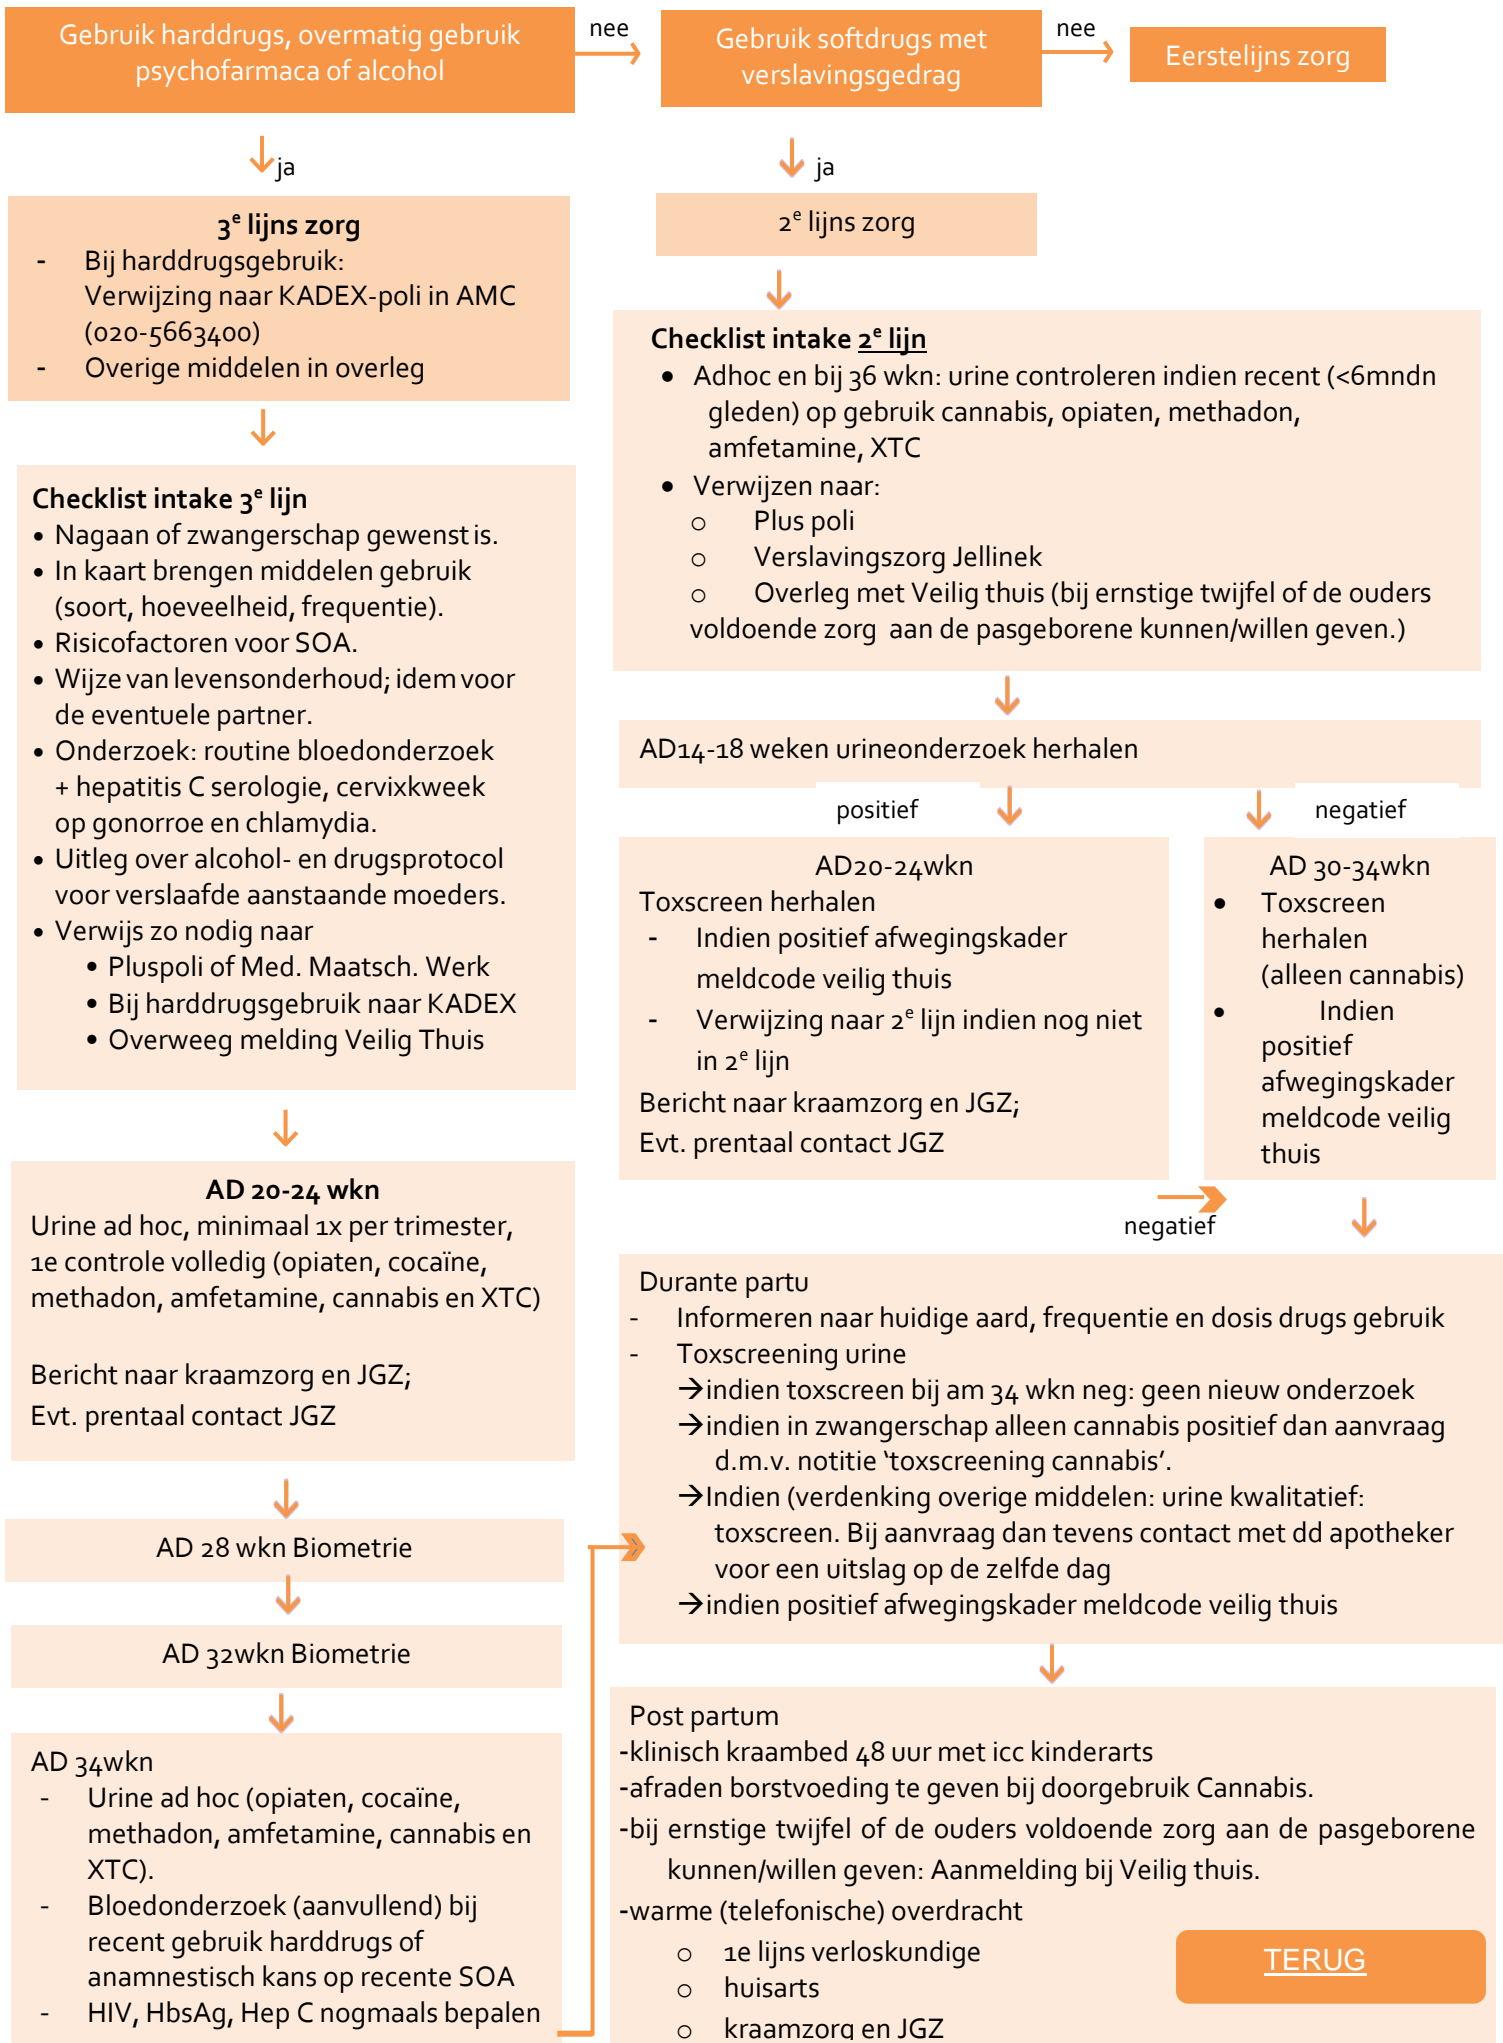 Gebruik harddrugs, overmatig gebruik
psychofarmaca of alcohol
nee
Gebruik softdrugs met
verslavingsgedrag
nee
Eerstelijns zorg
ja
ja
3e lijns zorg
- Bij harddrugsgebruik:
Verwijzing naar KADEX-poli in AMC
(020-5663400)
- Overige middelen in overleg
2e lijns zorg
Checklist intake 3e lijn
• Nagaan of zwangerschap gewenst is.
• In kaart brengen middelen gebruik
(soort, hoeveelheid, frequentie).
• Risicofactoren voor SOA.
• Wijze van levensonderhoud; idem voor
de eventuele partner.
• Onderzoek: routine bloedonderzoek
+ hepatitis C serologie, cervixkweek
op gonorroe en chlamydia.
• Uitleg over alcohol- en drugsprotocol
voor verslaafde aanstaande moeders.
• Verwijs zo nodig naar
• Pluspoli of Med. Maatsch. Werk
• Bij harddrugsgebruik naar KADEX
• Overweeg melding Veilig Thuis
AD 20-24 wkn
Urine ad hoc, minimaal 1x per trimester,
1e controle volledig (opiaten, cocaïne,
methadon, amfetamine, cannabis en XTC)
Bericht naar kraamzorg en JGZ;
Evt. prentaal contact JGZ
AD 28 wkn Biometrie
AD 32wkn Biometrie
AD 34wkn
- Urine ad hoc (opiaten, cocaïne,
methadon, amfetamine, cannabis en
XTC).
- Bloedonderzoek (aanvullend) bij
recent gebruik harddrugs of
anamnestisch kans op recente SOA
- HIV, HbsAg, Hep C nogmaals bepalen
Checklist intake 2e lijn
• Adhoc en bij 36 wkn: urine controleren indien recent (<6mndn
gleden) op gebruik cannabis, opiaten, methadon,
amfetamine, XTC
• Verwijzen naar:
o Plus poli
o Verslavingszorg Jellinek
o Overleg met Veilig thuis (bij ernstige twijfel of de ouders
voldoende zorg aan de pasgeborene kunnen/willen geven.)
AD14-18 weken urineonderzoek herhalen
positief
negatief
AD20-24wkn
Toxscreen herhalen
- Indien positief afwegingskader
meldcode veilig thuis
- Verwijzing naar 2e lijn indien nog niet
in 2e lijn
Bericht naar kraamzorg en JGZ;
Evt. prentaal contact JGZ
AD 30-34wkn
• Toxscreen
herhalen
(alleen cannabis)
• Indien
positief
afwegingskader
meldcode veilig
thuis
negatief
Durante partu
- Informeren naar huidige aard, frequentie en dosis drugs gebruik
- Toxscreening urine
→indien toxscreen bij am 34 wkn neg: geen nieuw onderzoek
→indien in zwangerschap alleen cannabis positief dan aanvraag
d.m.v. notitie ‘toxscreening cannabis’.
→Indien (verdenking overige middelen: urine kwalitatief:
toxscreen. Bij aanvraag dan tevens contact met dd apotheker
voor een uitslag op de zelfde dag
→indien positief afwegingskader meldcode veilig thuis
Post partum
-klinisch kraambed 48 uur met icc kinderarts
-afraden borstvoeding te geven bij doorgebruik Cannabis.
-bij ernstige twijfel of de ouders voldoende zorg aan de pasgeborene
kunnen/willen geven: Aanmelding bij Veilig thuis.
-warme (telefonische) overdracht
o 1e lijns verloskundige
o huisarts
o kraamzorg en JGZ
TERUG